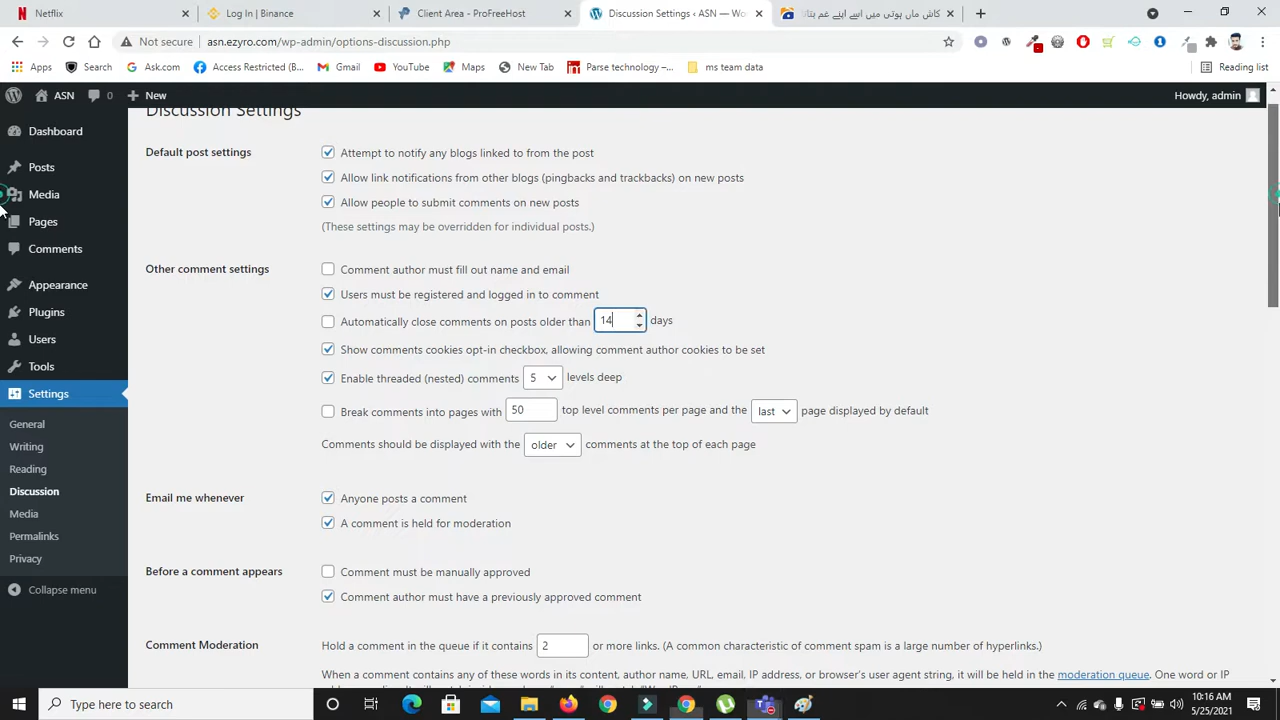 Netflix
Log In | Binance
Client Area - ProFreeHost
Discussion Settings ‹ ASN — Wo
کاش ماں ہوتی میں اسے اپنے غم بتاتا
Not secure
asn.ezyro.com/wp-admin/options-discussion.php
Apps
Search
Ask.com
Access Restricted (B...
Gmail
YouTube
Maps
New Tab
Parse technology –...
ms team data
Reading list
ASN
0
New
Howdy, admin
Dashboard
Posts
Media
Pages
Comments
Appearance
Plugins
Users
Tools
Settings
General
Writing
Reading
Discussion
Media
Permalinks
Privacy
Collapse menu
Discussion Settings
Default post settings
Attempt to notify any blogs linked to from the post
Allow link notifications from other blogs (pingbacks and trackbacks) on new posts
Allow people to submit comments on new posts
(These settings may be overridden for individual posts.)
Other comment settings
Comment author must fill out name and email
Users must be registered and logged in to comment
Automatically close comments on posts older than 14 days
Show comments cookies opt-in checkbox, allowing comment author cookies to be set
Enable threaded (nested) comments 5 levels deep
Break comments into pages with 50 top level comments per page and the last page displayed by default
Comments should be displayed with the older comments at the top of each page
Email me whenever
Anyone posts a comment
A comment is held for moderation
Before a comment appears
Comment must be manually approved
Comment author must have a previously approved comment
Comment Moderation
Hold a comment in the queue if it contains 2 or more links. (A common characteristic of comment spam is a large number of hyperlinks.)
When a comment contains any of these words in its content, author name, URL, email, IP address, or browser's user agent string, it will be held in the moderation queue. One word or IP
Type here to search
10:16 AM
5/25/2021